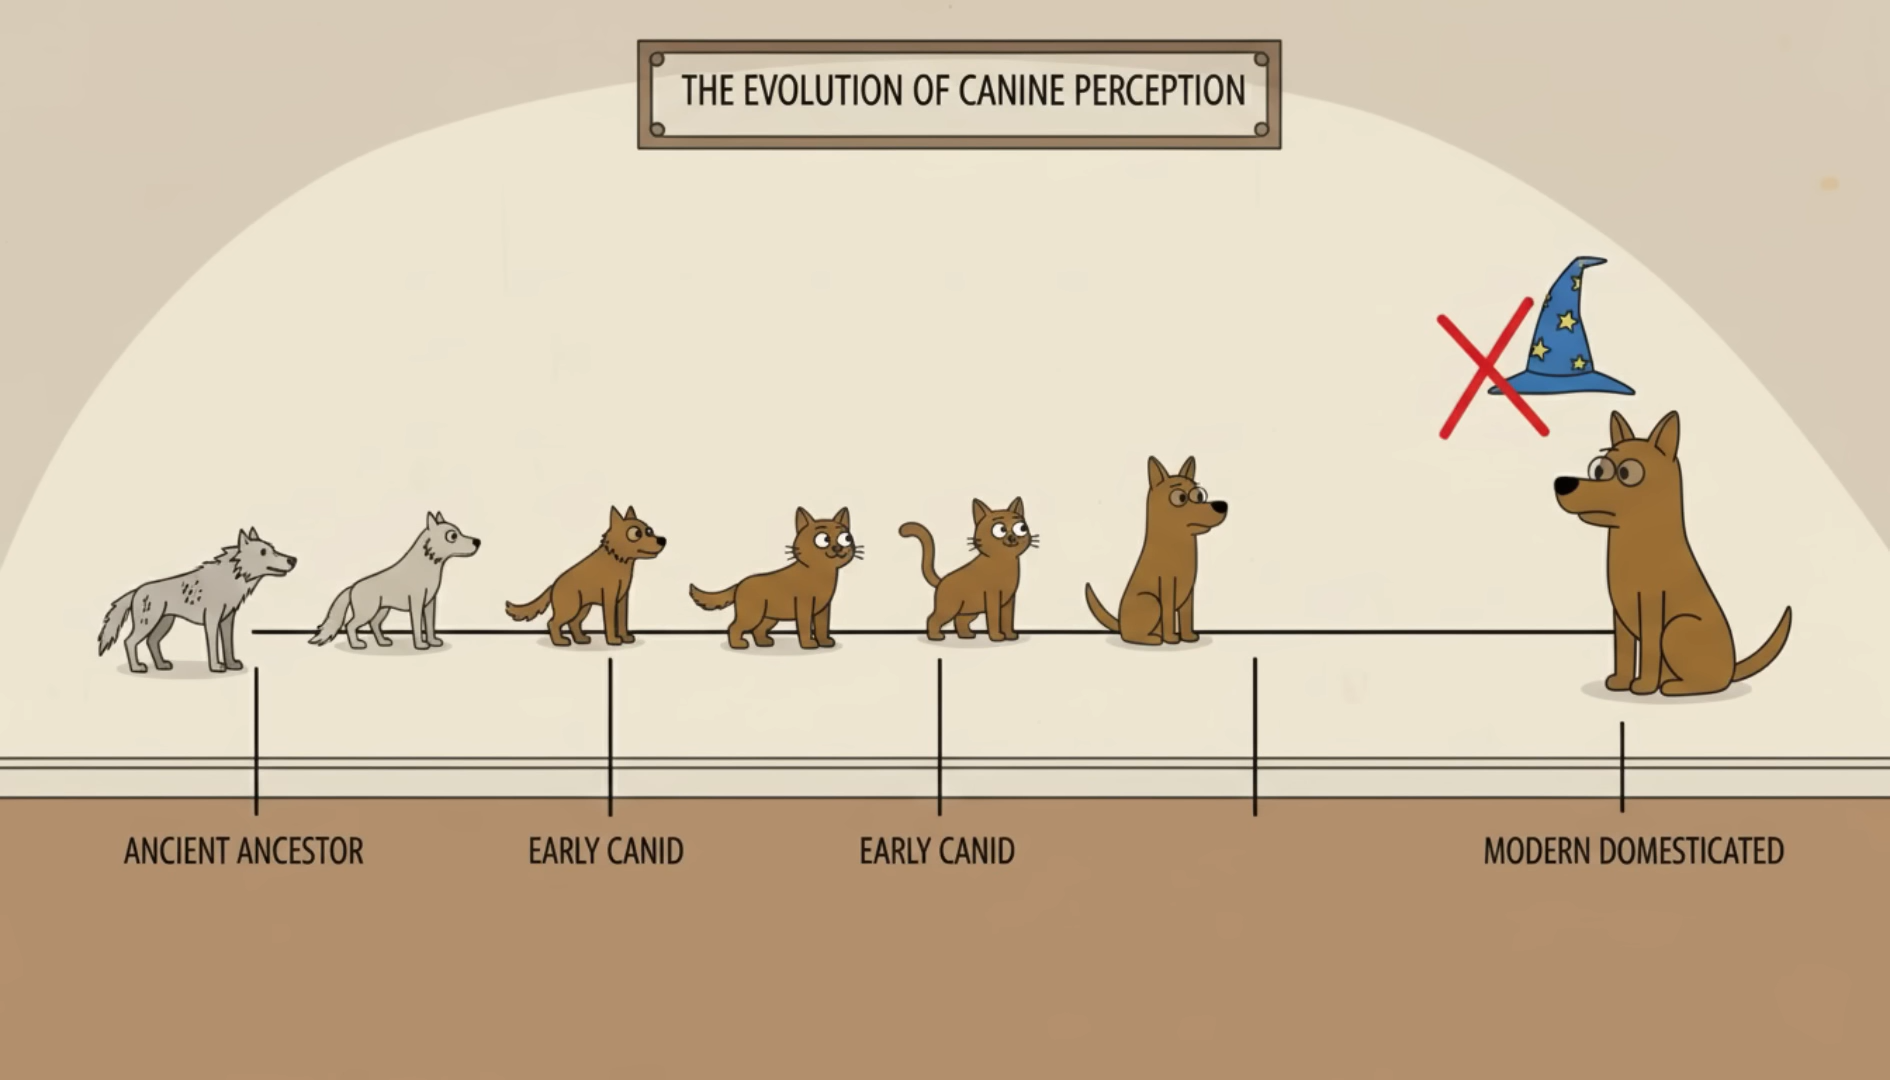 THE EVOLUTION OF CANINE PERCEPTION
ANCIENT ANCESTOR
EARLY CANID
EARLY CANID
MODERN DOMESTICATED